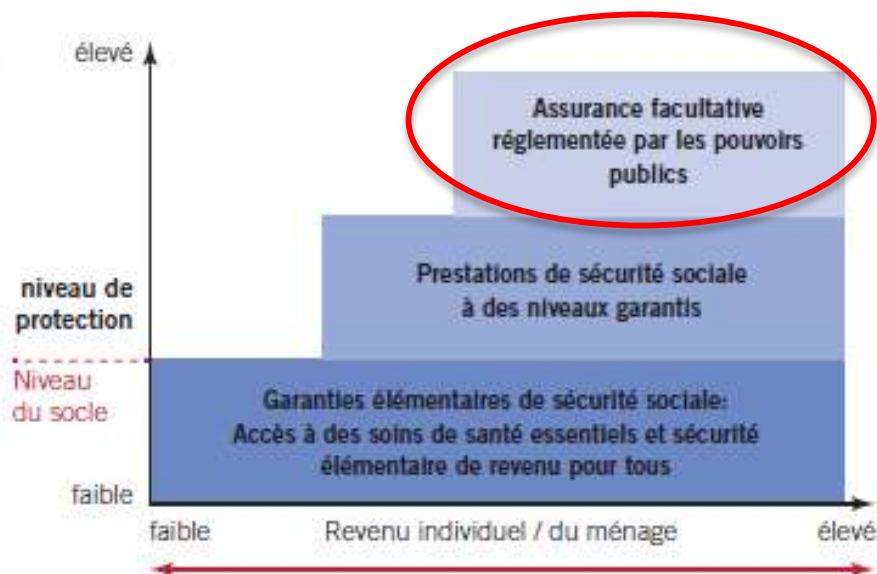 élevé
Assurance facultative
réglementée par les pouvoirs
publics
Prestations de sécurité sociale
à des niveaux garantis
niveau de
protection
Niveau
du socle
Garanties élémentaires de sécurité sociale:
Accès à des soins de santé essentiels et sécurité
élémentaire de revenu pour tous
faible
faible
Revenu individuel / du ménage
élevé